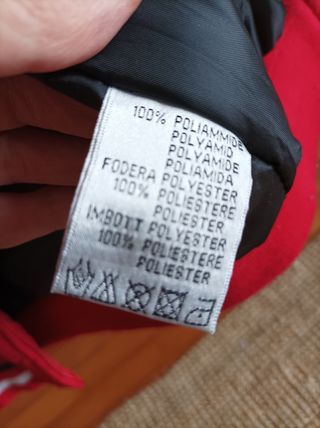 100% POLIAMMIDE
POLYAMID
POLYAMIDE
POLIAMIDA
FODERA POLYESTER
100% POLIESTERE
POLIESTER
IMBOTT POLYESTER
100% POLIESTERE
POLIESTER